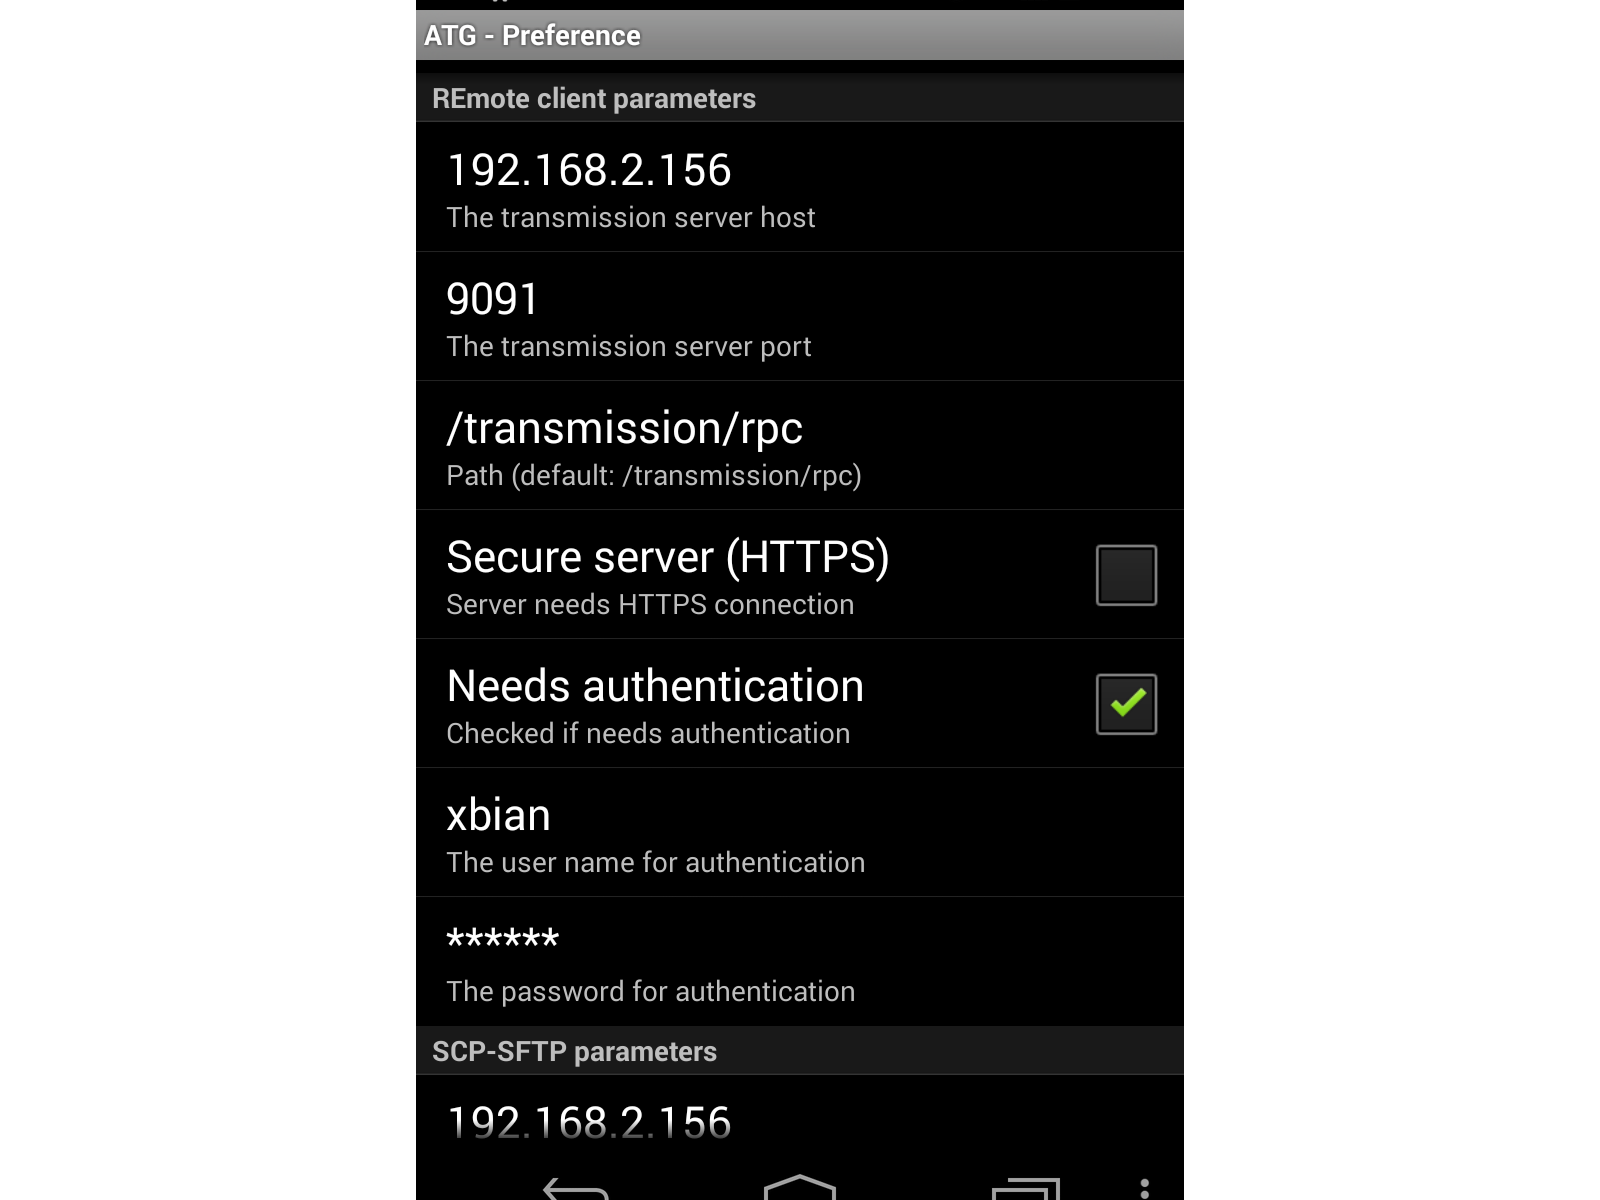 ATG - Preference
REmote client parameters
192.168.2.156
The transmission server host
9091
The transmission server port
/transmission/rpc
Path (default: /transmission/rpc)
Secure server (HTTPS)
Server needs HTTPS connection
Needs authentication
Checked if needs authentication
xbian
The user name for authentication
******
The password for authentication
SCP-SFTP parameters
192.168.2.156